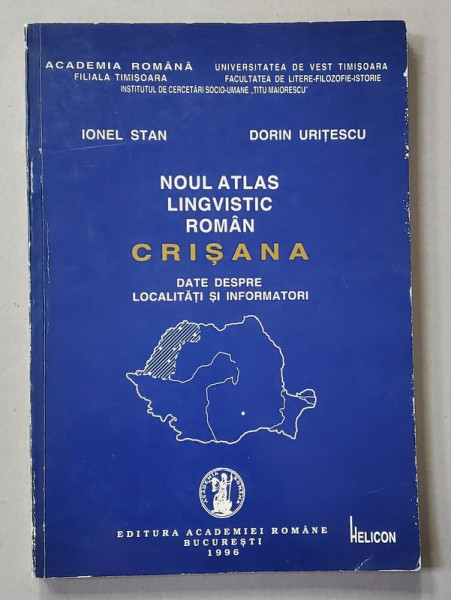 ACADEMIA ROMÂNĂ UNIVERSITATEA DE VEST TIMIȘOARA
FILIALA TIMIȘOARA FACULTATEA DE LITERE-FILOZOFIE-ISTORIE
INSTITUTUL DE CERCETĂRI SOCIO-UMANE „TITU MAIORESCU”
IONEL STAN DORIN URIȚESCU
NOUL ATLAS
LINGVISTIC
ROMÂN
CRIȘANA
DATE DESPRE
LOCALITĂȚI ȘI INFORMATORI
ACADEMIA ROMÂNĂ
EDITURA ACADEMIEI ROMÂNE
BUCUREȘTI
1996
HELICON